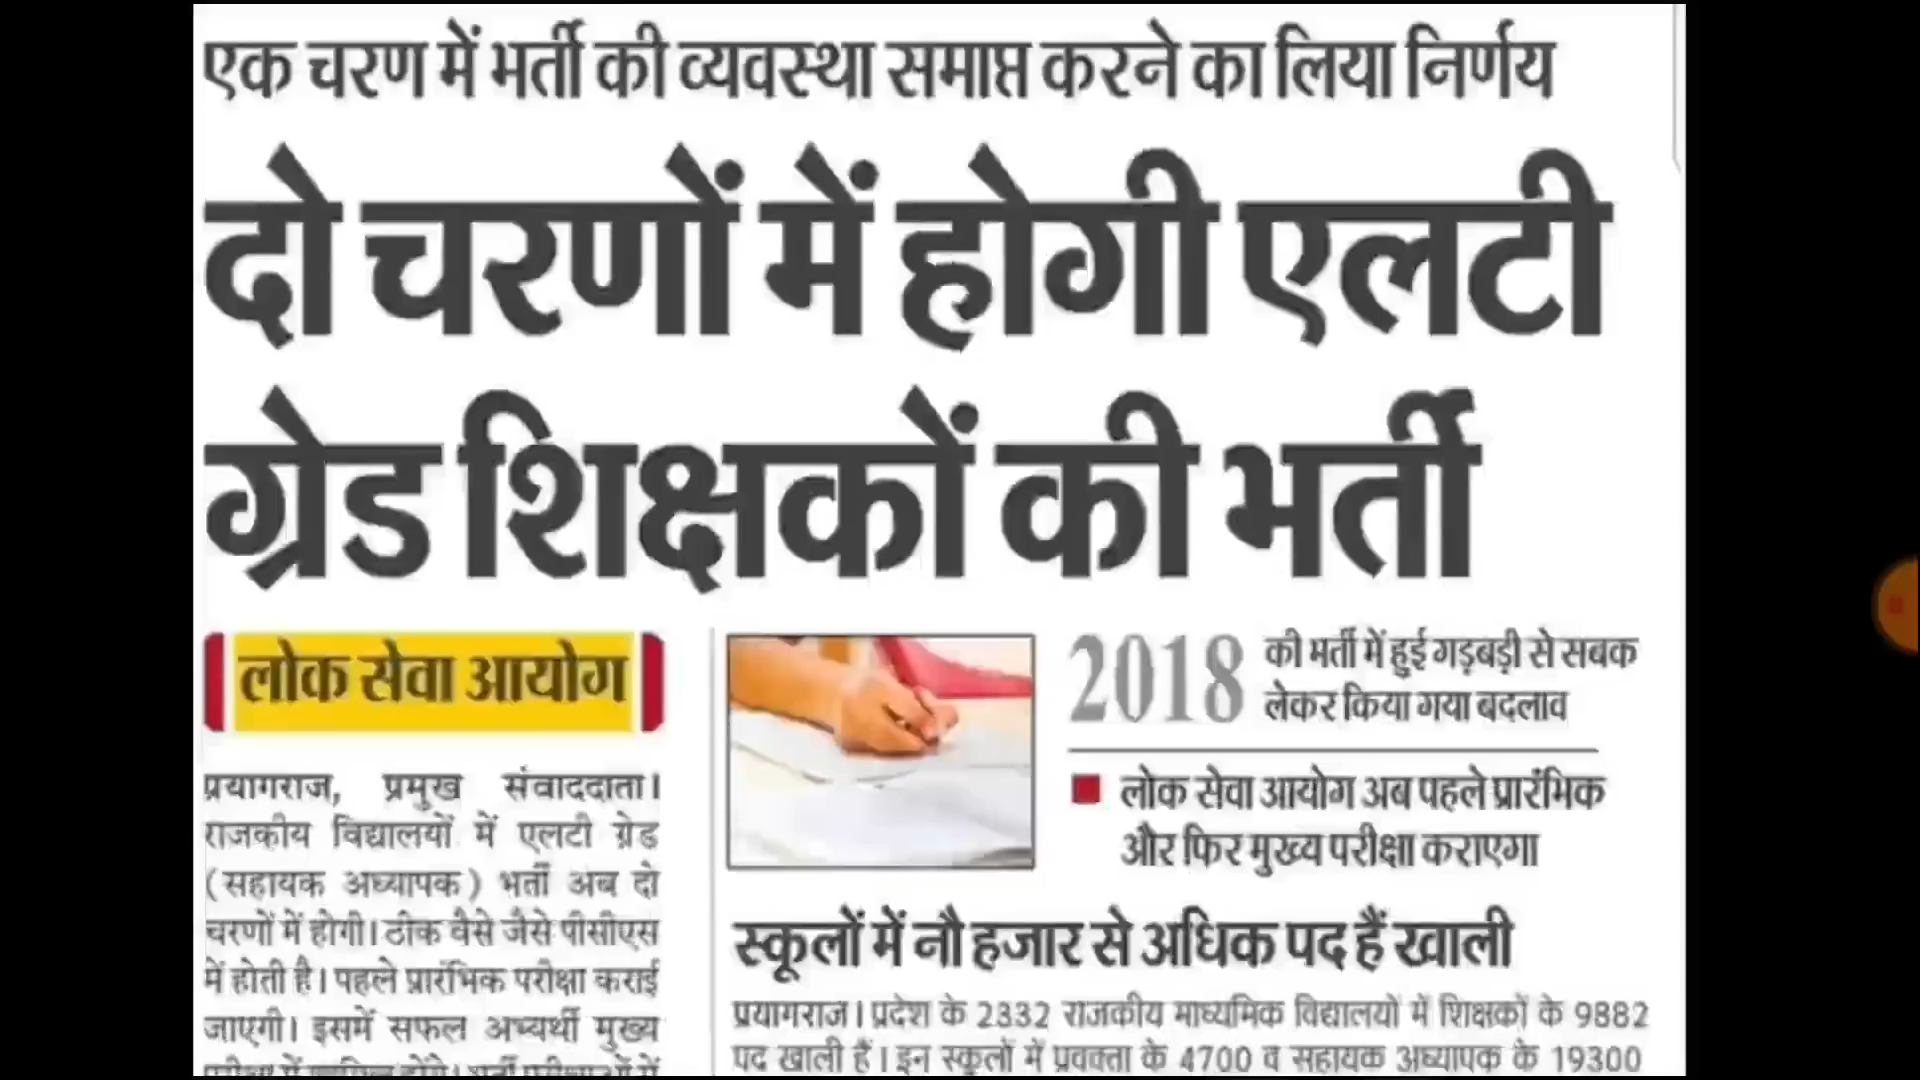 एक चरण में भर्ती की व्यवस्था समाप्त करने का लिया निर्णय
दो चरणों में होगी एलटी
ग्रेड शिक्षकों की भर्ती
लोक सेवा आयोग
प्रयागराज, प्रमुख संवाददाता।
राजकीय विद्यालयों में एलटी ग्रेड
(सहायक अध्यापक) भर्ती अब दो
चरणों में होगी। ठीक वैसे जैसे पीसीएस
में होती है। पहले प्रारंभिक परीक्षा कराई
जाएगी। इसमें सफल अभ्यर्थी मुख्य
2018 की भर्ती में हुई गड़बड़ी से सबक
लेकर किया गया बदलाव
लोक सेवा आयोग अब पहले प्रारंभिक
और फिर मुख्य परीक्षा कराएगा
स्कूलों में नौ हजार से अधिक पद हैं खाली
प्रयागराज। प्रदेश के 2332 राजकीय माध्यमिक विद्यालयों में शिक्षकों के 9882
पद खाली हैं। इन स्कूलों में प्रवक्ता के 4700 व सहायक अध्यापक के 19300